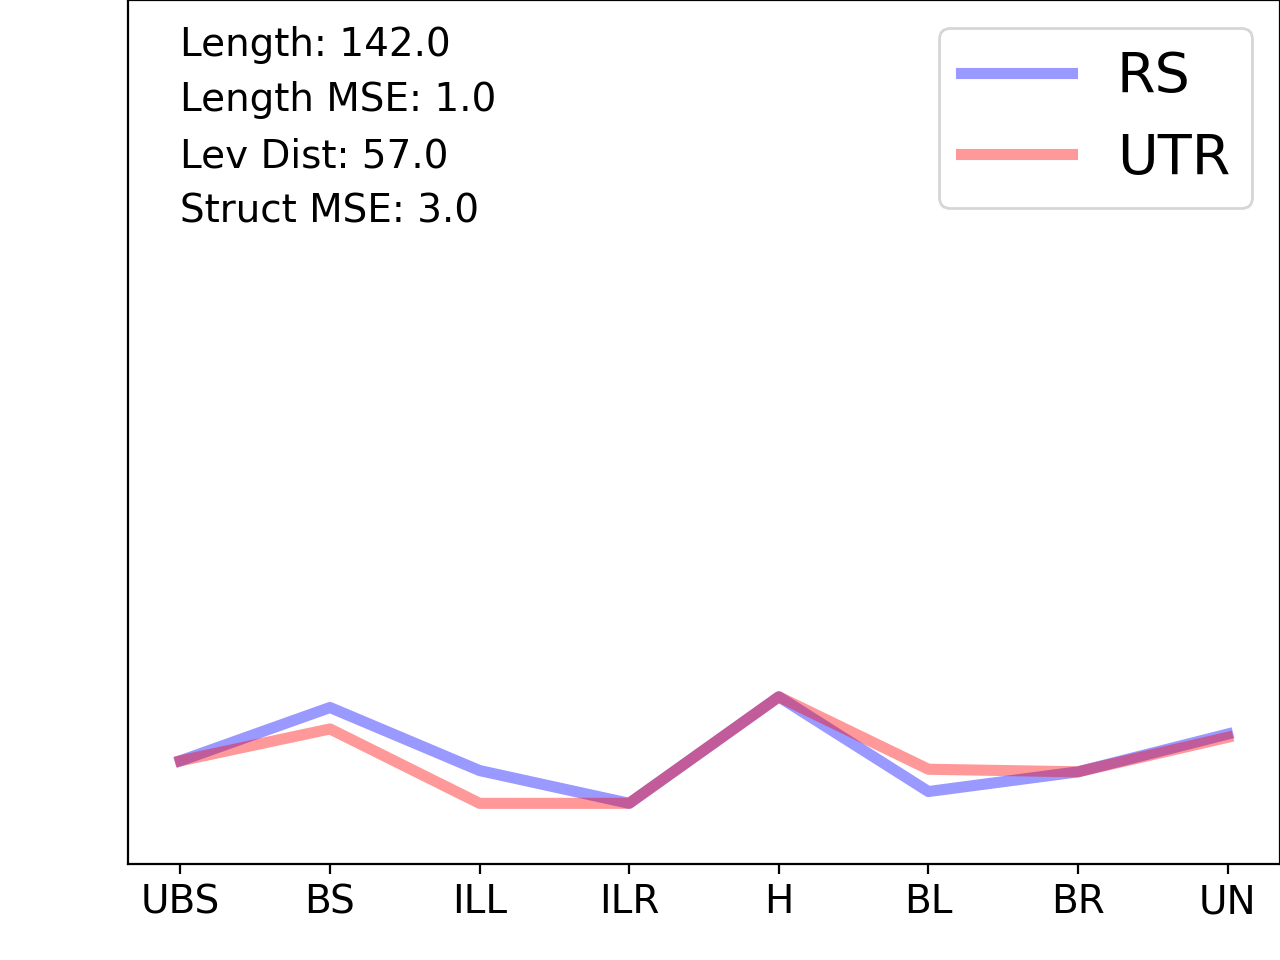 Length: 142.0
Length MSE: 1.0
Lev Dist: 57.0
Struct MSE: 3.0
RS
UTR
UBS BS ILL ILR H BL BR UN